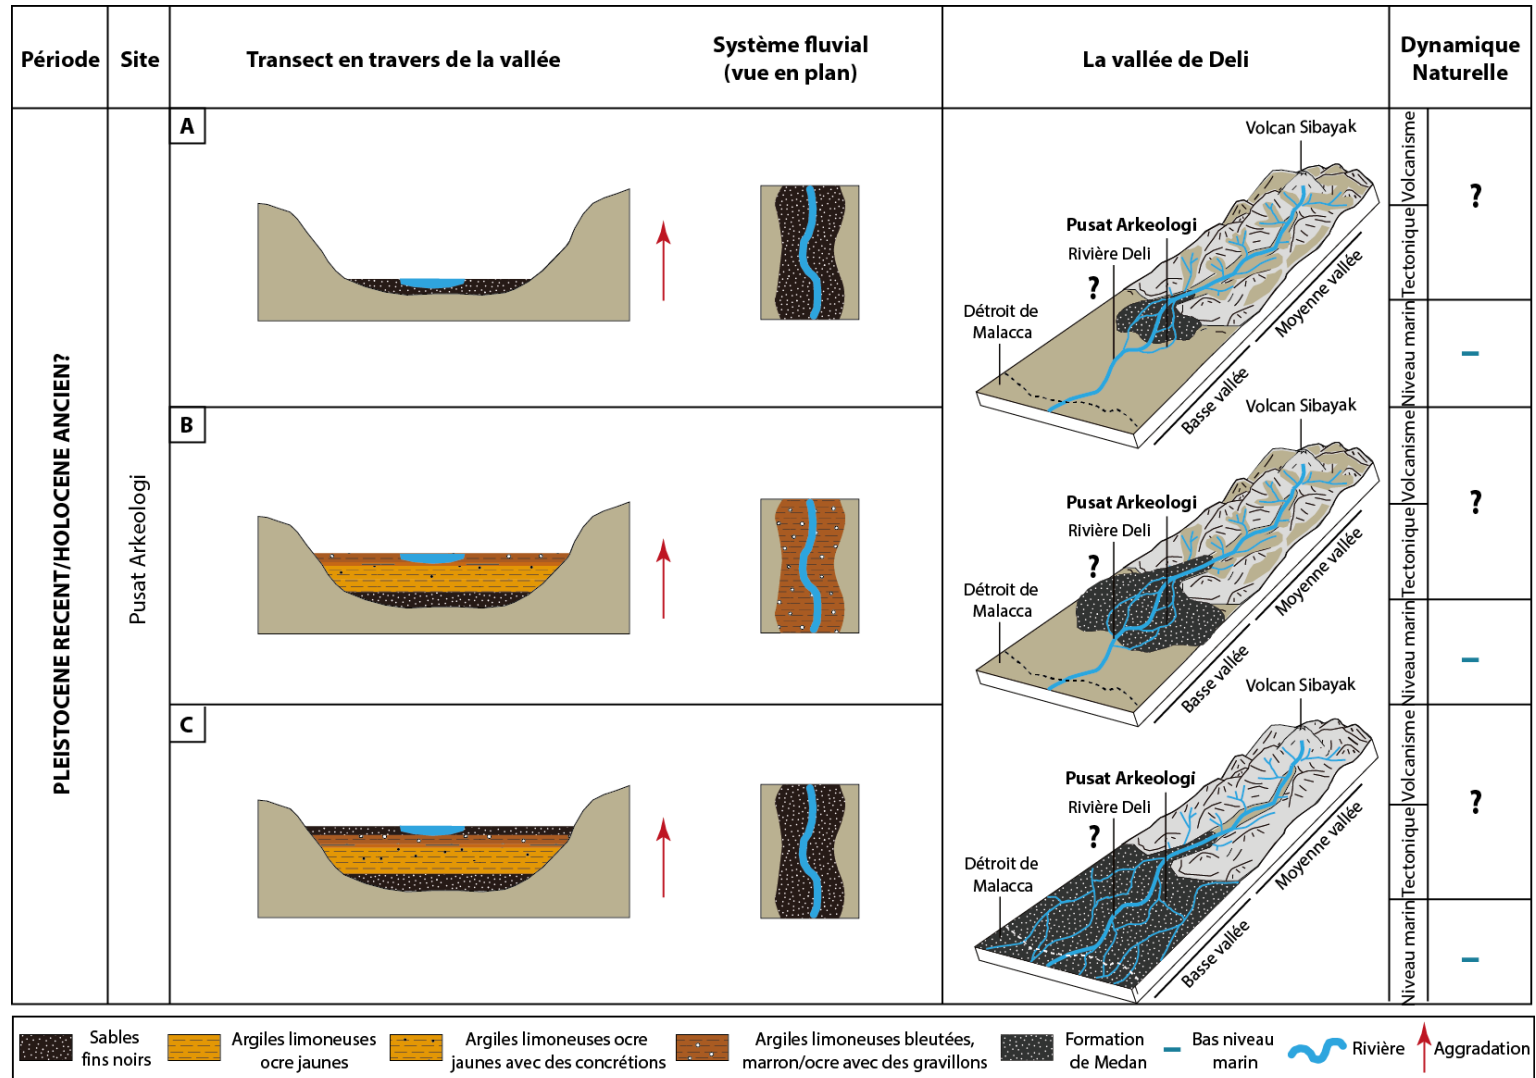 Période
Site
Transect en travers de la vallée
Système fluvial
(vue en plan)
La vallée de Deli
Dynamique
Naturelle
PLEISTOCENE RECENT/HOLOCENE ANCIEN?
Pusat Arkeologi
A
Volcan Sibayak
Pusat Arkeologi
Rivière Deli
?
Détroit de
Malacca
Basse vallée
Moyenne vallée
Volcanisme
Tectonique
?
Niveau marin
B
Volcan Sibayak
Pusat Arkeologi
Rivière Deli
?
Détroit de
Malacca
Basse vallée
Moyenne vallée
Volcanisme
Tectonique
?
Niveau marin
C
Volcan Sibayak
Pusat Arkeologi
Rivière Deli
?
Détroit de
Malacca
Basse vallée
Moyenne vallée
Volcanisme
Tectonique
?
Niveau marin
Sables
fins noirs
Argiles limoneuses
ocre jaunes
Argiles limoneuses ocre
jaunes avec des concrétions
Argiles limoneuses bleutées,
marron/ocre avec des gravillons
Formation
de Medan
Bas niveau
marin
Rivière
Aggradation